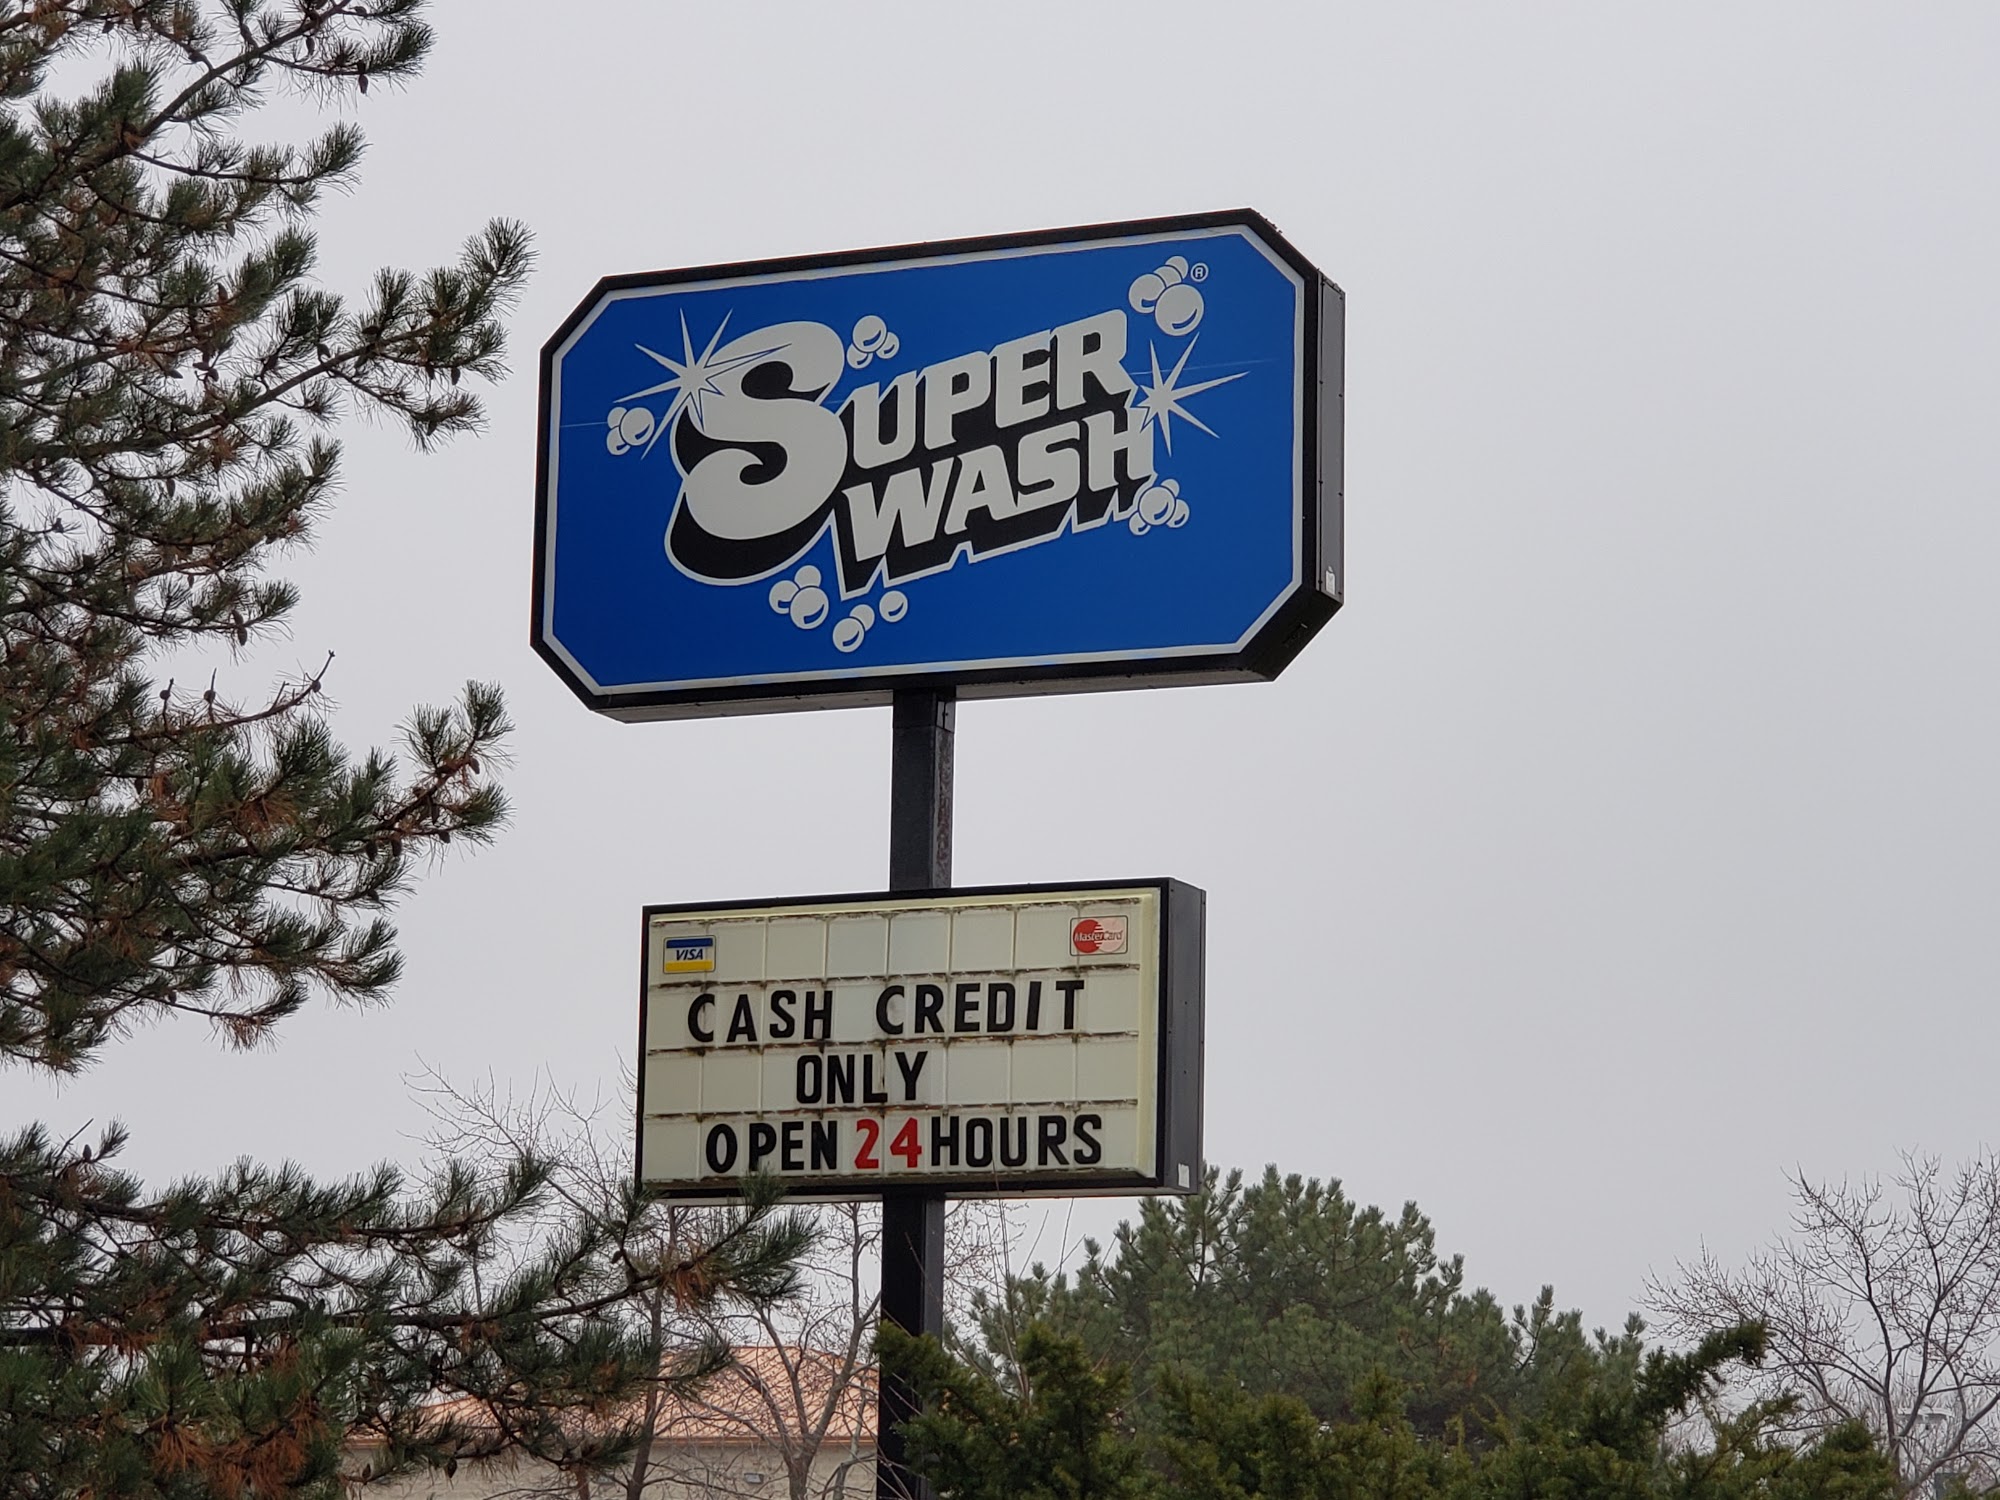 SUPER
WASH
®
VISA
MasterCard
CASH CREDIT
ONLY
OPEN 24 HOURS